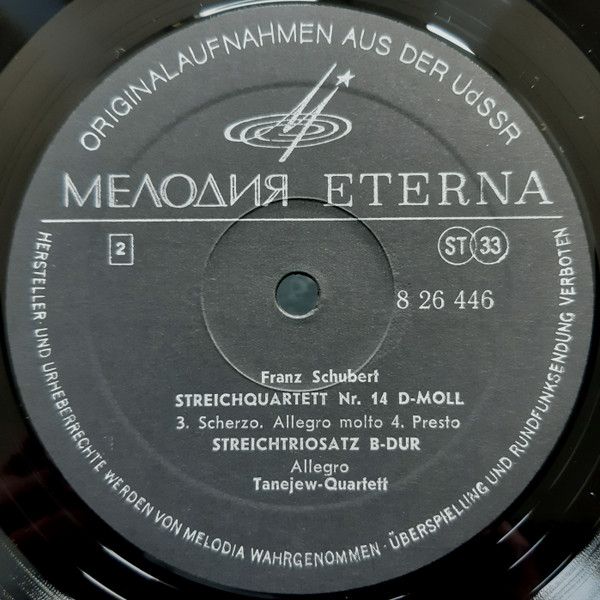 ORIGINALAUFNAHMEN AUS DER UdSSR
МЕЛОДИЯ ETERNA
2
ST 33
8 26 446
Franz Schubert
STREICHQUARTETT Nr. 14 D-MOLL
3. Scherzo. Allegro molto 4. Presto
STREICHTRIOSATZ B-DUR
Allegro
Tanejew-Quartett
HERSTELLER- UND URHEBERRECHTE WERDEN VON MELODIA WAHRGENOMMEN · ÜBERSPIELUNG UND RUNDFUNKSENDUNG VERBOTEN